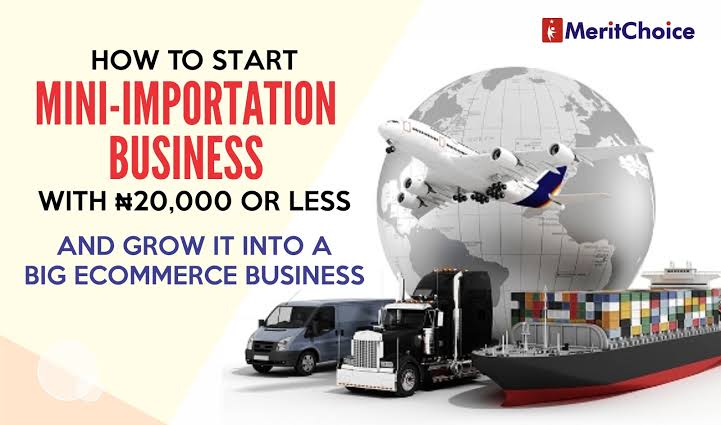 MeritChoice
HOW TO START
MINI-IMPORTATION
BUSINESS
WITH ₦20,000 OR LESS
AND GROW IT INTO A
BIG ECOMMERCE BUSINESS